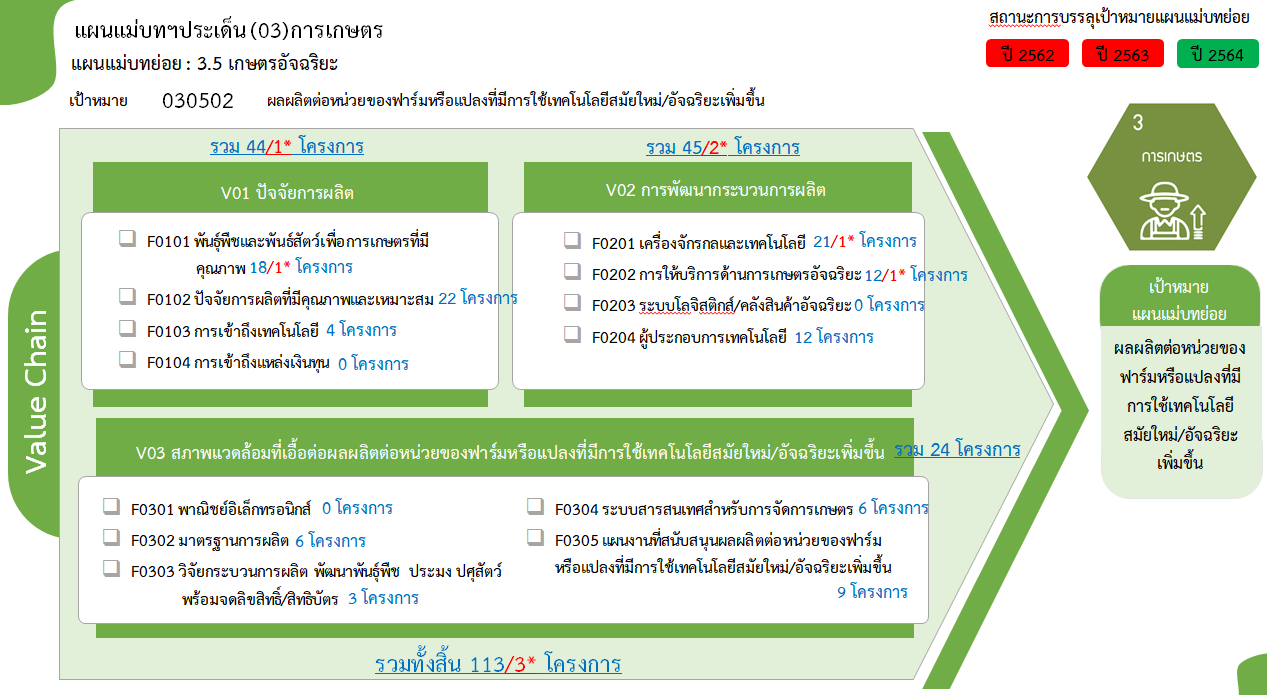 แผนแม่บทฯประเด็น (03)การเกษตร
แผนแม่บทย่อย : 3.5 เกษตรอัจฉริยะ
เป้าหมาย 030502 ผลผลิตต่อหน่วยของฟาร์มหรือแปลงที่มีการใช้เทคโนโลยีสมัยใหม่/อัจฉริยะเพิ่มขึ้น
สถานะการบรรลุเป้าหมายแผนแม่บทย่อย
ปี 2562 ปี 2563 ปี 2564
Value Chain
รวม 44/1* โครงการ
V01 ปัจจัยการผลิต
F0101 พันธุ์พืชและพันธ์สัตว์เพื่อการเกษตรที่มี
คุณภาพ 18/1* โครงการ
F0102 ปัจจัยการผลิตที่มีคุณภาพและเหมาะสม 22 โครงการ
F0103 การเข้าถึงเทคโนโลยี 4 โครงการ
F0104 การเข้าถึงแหล่งเงินทุน 0 โครงการ
รวม 45/2* โครงการ
V02 การพัฒนากระบวนการผลิต
F0201 เครื่องจักรกลและเทคโนโลยี 21/1* โครงการ
F0202 การให้บริการด้านการเกษตรอัจฉริยะ 12/1* โครงการ
F0203 ระบบโลจิสติกส์/คลังสินค้าอัจฉริยะ 0 โครงการ
F0204 ผู้ประกอบการเทคโนโลยี 12 โครงการ
V03 สภาพแวดล้อมที่เอื้อต่อผลผลิตต่อหน่วยของฟาร์มหรือแปลงที่มีการใช้เทคโนโลยีสมัยใหม่/อัจฉริยะเพิ่มขึ้น รวม 24 โครงการ
F0301 พาณิชย์อิเล็กทรอนิกส์ 0 โครงการ
F0302 มาตรฐานการผลิต 6 โครงการ
F0303 วิจัยกระบวนการผลิต พัฒนาพันธุ์พืช ประมง ปศุสัตว์
พร้อมจดลิขสิทธิ์/สิทธิบัตร 3 โครงการ
F0304 ระบบสารสนเทศสำหรับการจัดการเกษตร 6 โครงการ
F0305 แผนงานที่สนับสนุนผลผลิตต่อหน่วยของฟาร์ม
หรือแปลงที่มีการใช้เทคโนโลยีสมัยใหม่/อัจฉริยะเพิ่มขึ้น
9 โครงการ
รวมทั้งสิ้น 113/3* โครงการ
3
การเกษตร
เป้าหมาย
แผนแม่บทย่อย
ผลผลิตต่อหน่วยของ
ฟาร์มหรือแปลงที่มี
การใช้เทคโนโลยี
สมัยใหม่/อัจฉริยะ
เพิ่มขึ้น